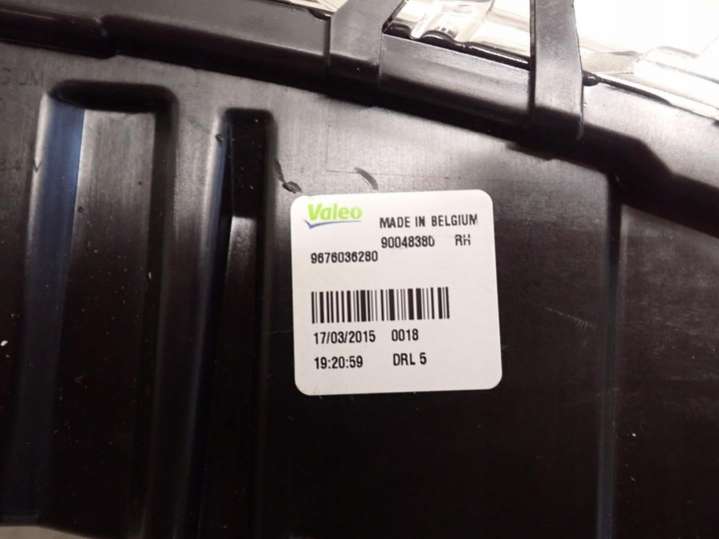 Valeo MADE IN BELGIUM
90048380 RH
9676036280
17/03/2015 0018
19:20:59 DRL 5